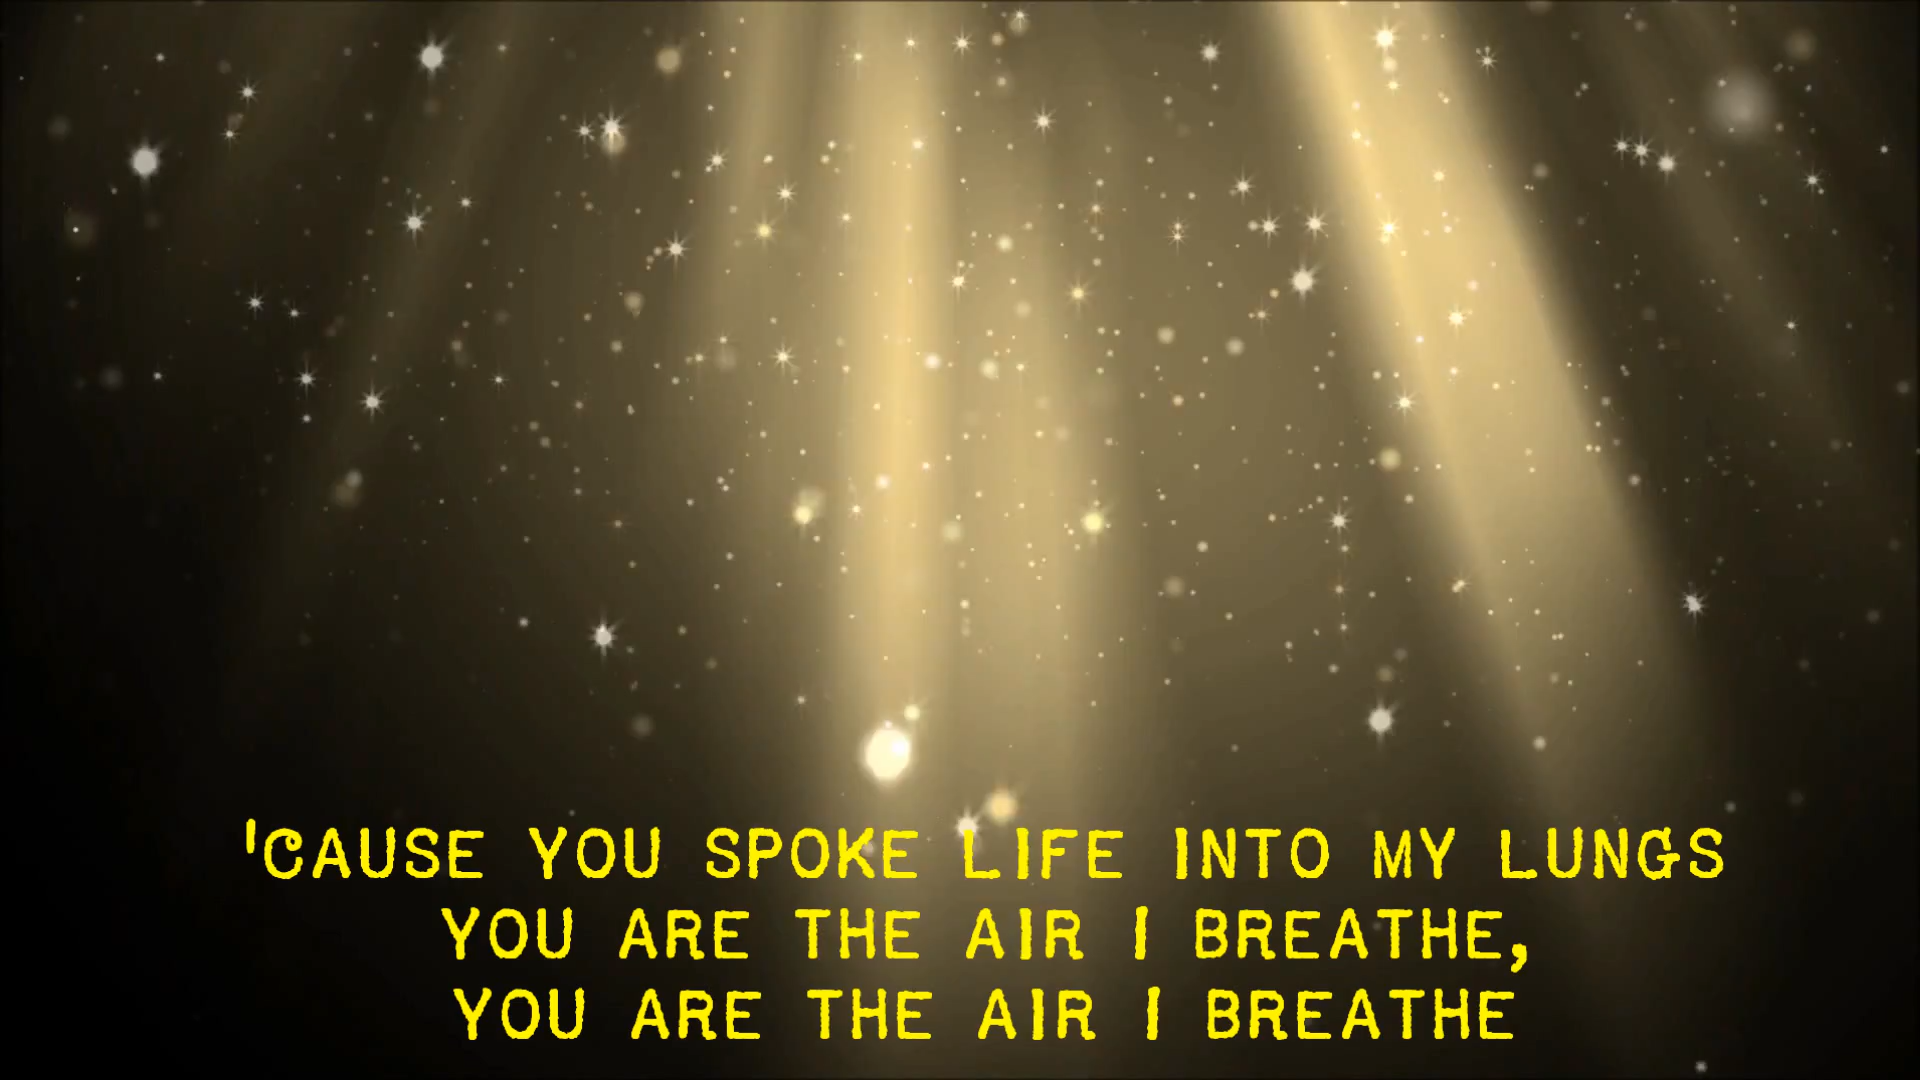 'CAUSE YOU SPOKE LIFE INTO MY LUNGS
YOU ARE THE AIR I BREATHE,
YOU ARE THE AIR I BREATHE